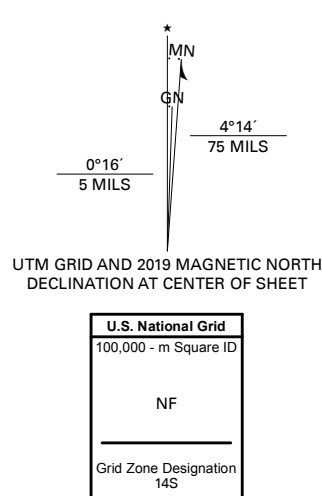 ★
MN
GN
4°14´
75 MILS
0°16´
5 MILS
UTM GRID AND 2019 MAGNETIC NORTH
DECLINATION AT CENTER OF SHEET
U.S. National Grid
100,000 - m Square ID
NF
Grid Zone Designation
14S